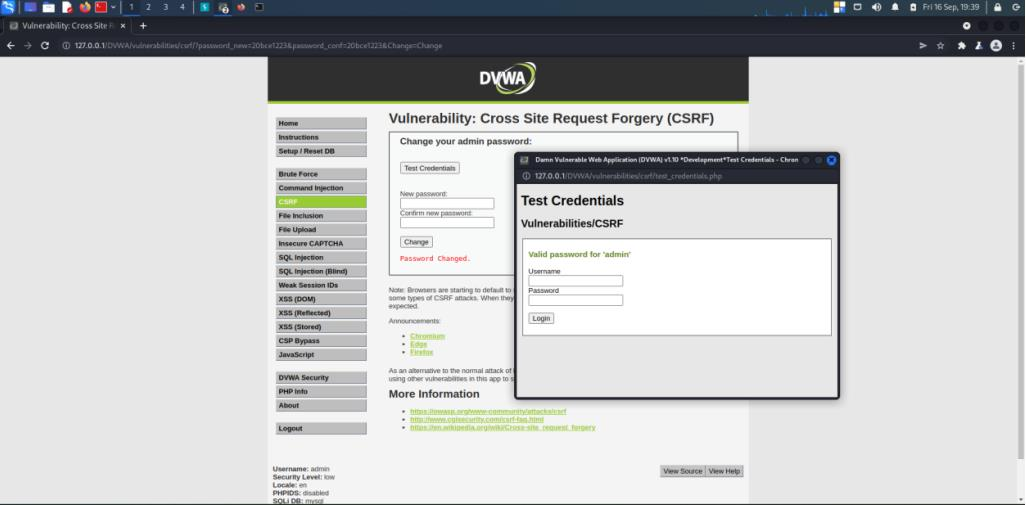 1 2 3 4
Fri 16 Sep, 19:39
Vulnerability: Cross Site R
127.0.0.1/DVWA/vulnerabilities/csrf/?password_new=20bce1223&password_conf=20bce1223&Change=Change
DVWA
Home
Instructions
Setup / Reset DB
Brute Force
Command Injection
CSRF
File Inclusion
File Upload
Insecure CAPTCHA
SQL Injection
SQL Injection (Blind)
Weak Session IDs
XSS (DOM)
XSS (Reflected)
XSS (Stored)
CSP Bypass
JavaScript
DVWA Security
PHP Info
About
Logout
Vulnerability: Cross Site Request Forgery (CSRF)
Change your admin password:
Test Credentials
New password:
Confirm new password:
Change
Password Changed.
Note: Browsers are starting to default to
some types of CSRF attacks. When they
expected.
Announcements:
Chromium
Edge
Firefox
As an alternative to the normal attack of
using other vulnerabilities in this app to
More Information
https://owasp.org/www-community/attacks/csrf
http://www.cgisecurity.com/csrf-faq.html
https://en.wikipedia.org/wiki/Cross-site_request_forgery
Damn Vulnerable Web Application (DVWA) v1.10 *Development*Test Credentials - Chron
127.0.0.1/DVWA/vulnerabilities/csrf/test_credentials.php
Test Credentials
Vulnerabilities/CSRF
Valid password for 'admin'
Username
Password
Login
Username: admin
Security Level: low
Locale: en
PHPIDS: disabled
SQLi DB: mysql
View Source View Help